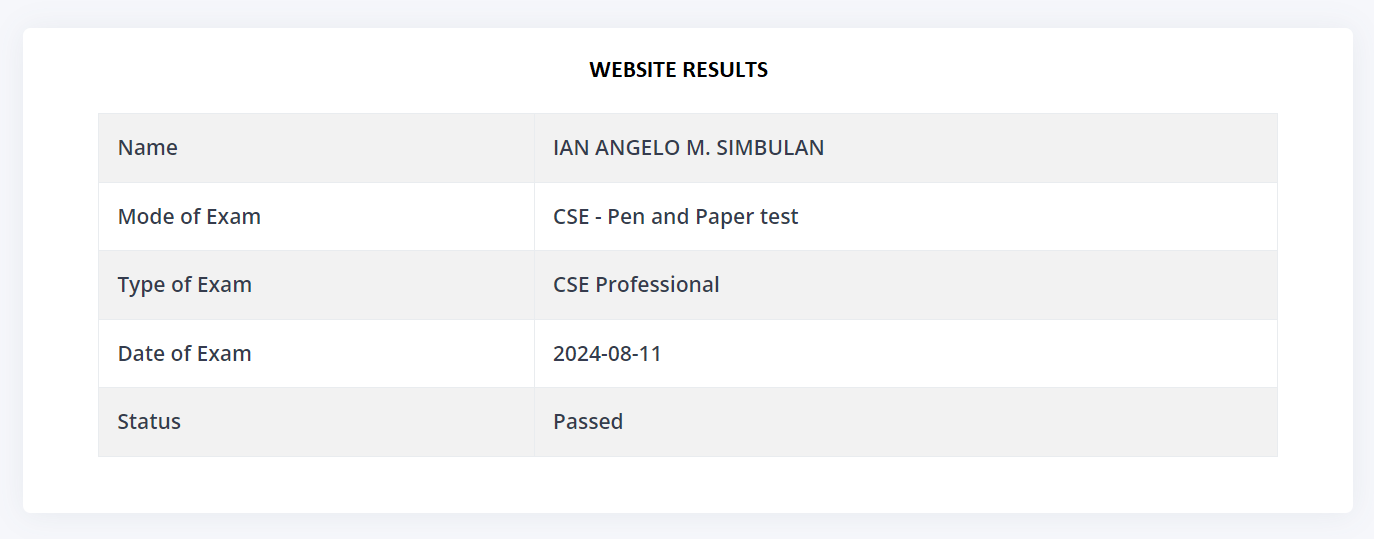 WEBSITE RESULTS
Name IAN ANGELO M. SIMBULAN
Mode of Exam CSE - Pen and Paper test
Type of Exam CSE Professional
Date of Exam 2024-08-11
Status Passed